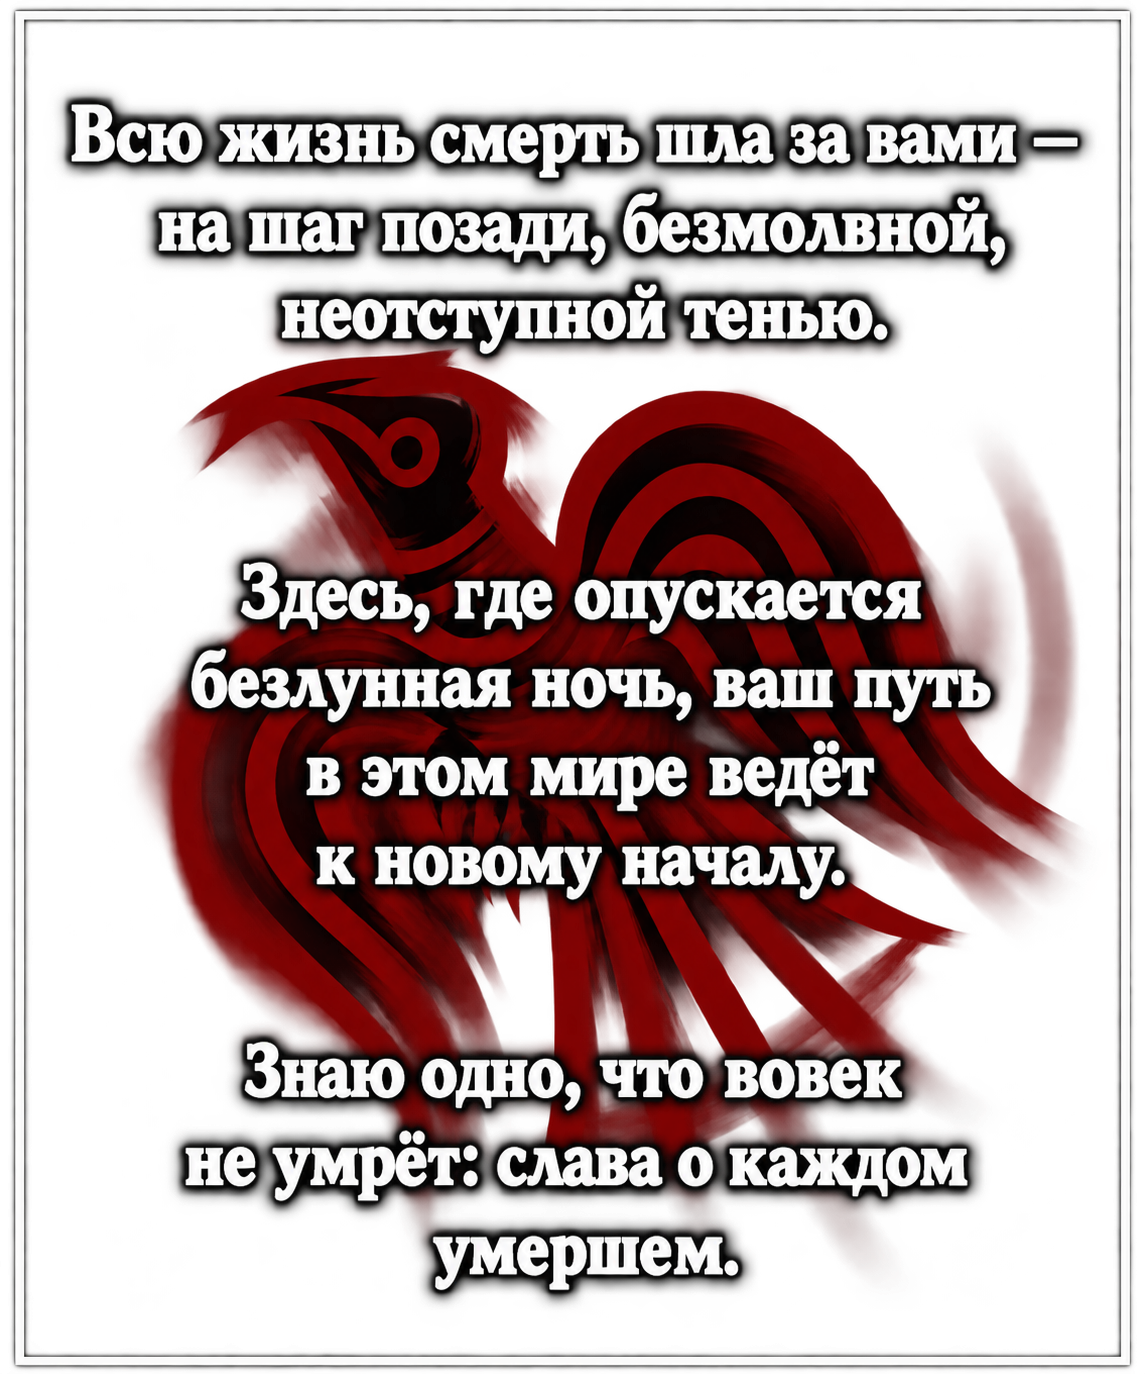 Всю жизнь смерть шла за вами –
на шаг позади, безмолвной,
неотступной тенью.
Здесь, где опускается
безлунная ночь, ваш путь
в этом мире ведёт
к новому началу.
Знаю одно, что вовек
не умрёт: слава о каждом
умершем.